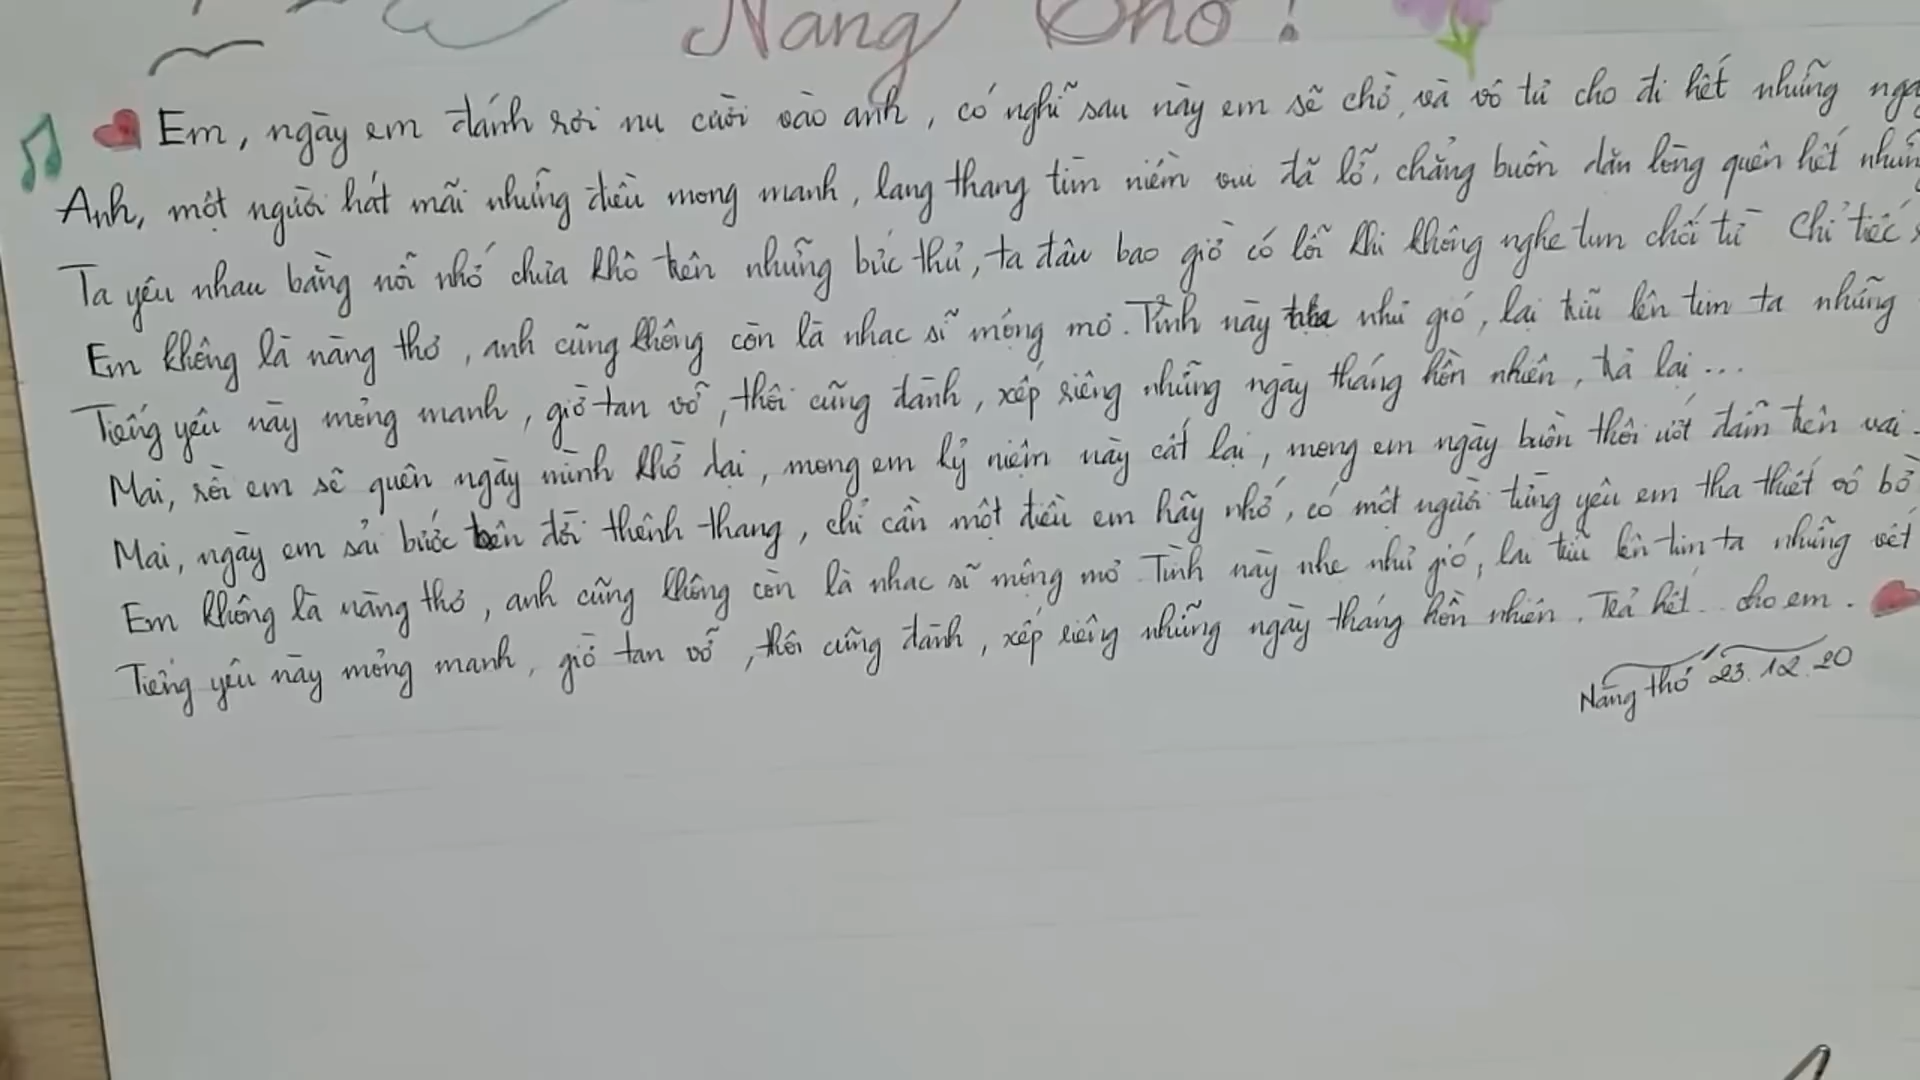 Nàng Thơ!
Em, ngày em đánh rơi nụ cười vào anh, có nghĩ sau này em sẽ chờ, và vô tư cho đi hết những
Anh, một người hát mãi những điều mong manh, lang thang tìm niềm vui đã lỡ, chẳng buồn dặn lòng quên hết
Ta yêu nhau bằng nỗi nhớ chưa khô trên những bức thư, ta đâu bao giờ có lỗi khi không nghe tim chối từ Chỉ tiếc
Em không là nàng thơ, anh cũng không còn là nhạc sĩ mộng mơ. Tình này như gió, lại trĩu lên tim ta những
Tiếng yêu này mỏng manh, giờ tan vỡ, thôi cũng đành, xếp riêng những ngày tháng hồn nhiên, trả lại...
Mai, rồi em sẽ quên ngày mình khờ dại, mong em kỷ niệm này cất lại, mong em ngày buồn thôi ướt đẫm trên vai
Mai, ngày em sải bước bên đời thênh thang, chỉ cần một điều em hãy nhớ, có một người từng yêu em tha thiết vô bờ
Em không là nàng thơ, anh cũng không còn là nhạc sĩ mộng mơ Tình này nhẹ như gió, lại trĩu lên tim ta những vết
Tiếng yêu này mỏng manh, giờ tan vỡ, thôi cũng đành, xếp riêng những ngày tháng hồn nhiên. Trả hết.. cho em.
Nàng thơ 23.12.20